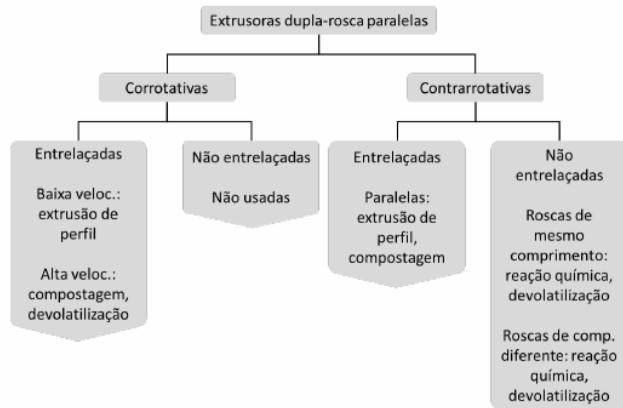 Extrusoras dupla-rosca paralelas
Corrotativas
Contrarrotativas
Entrelaçadas
Baixa veloc.:
extrusão de
perfil
Alta veloc.:
compostagem,
devolatilização
Não entrelaçadas
Não usadas
Entrelaçadas
Paralelas:
extrusão de
perfil,
compostagem
Não
entrelaçadas
Roscas de
mesmo
comprimento:
reação química,
devolatilização
Roscas de comp.
diferente: reação
química,
devolatilização